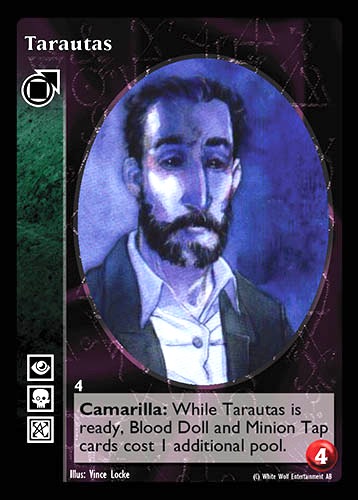 Tarautas
4
Camarilla: While Tarautas is
ready, Blood Doll and Minion Tap
cards cost 1 additional pool.
4
Illus: Vince Locke
(C) White Wolf Entertainment AB